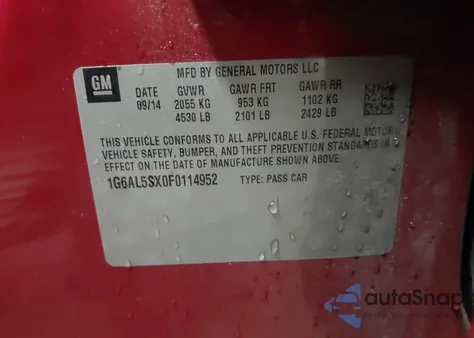 GM
MFD BY GENERAL MOTORS LLC
DATE GVWR GAWR FRT GAWR RR
09/14 2055 KG 953 KG 1102 KG
4530 LB 2101 LB 2429 LB
THIS VEHICLE CONFORMS TO ALL APPLICABLE U.S. FEDERAL MOTOR
VEHICLE SAFETY, BUMPER, AND THEFT PREVENTION STANDARDS IN
EFFECT ON THE DATE OF MANUFACTURE SHOWN ABOVE.
1G6AL5SX0F0114952 TYPE: PASS CAR
autoSnap